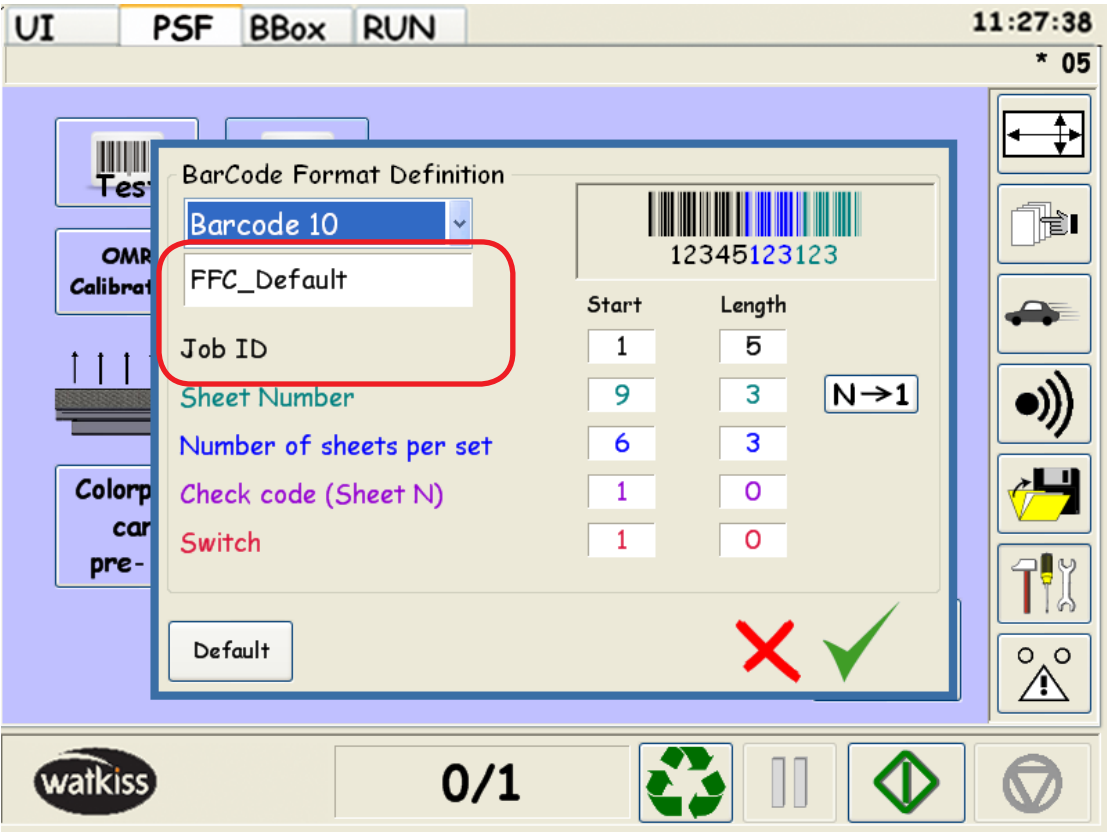 UI PSF BBox RUN 11:27:38
* 05
Test
OMR
BarCode Format Definition
Barcode 10
FFC_Default
12345123123
Start Length
Job ID 1 5
Sheet Number 9 3 N→1
Number of sheets per set 6 3
Check code (Sheet N) 1 0
Switch 1 0
pre-
Default
watkiss 0/1